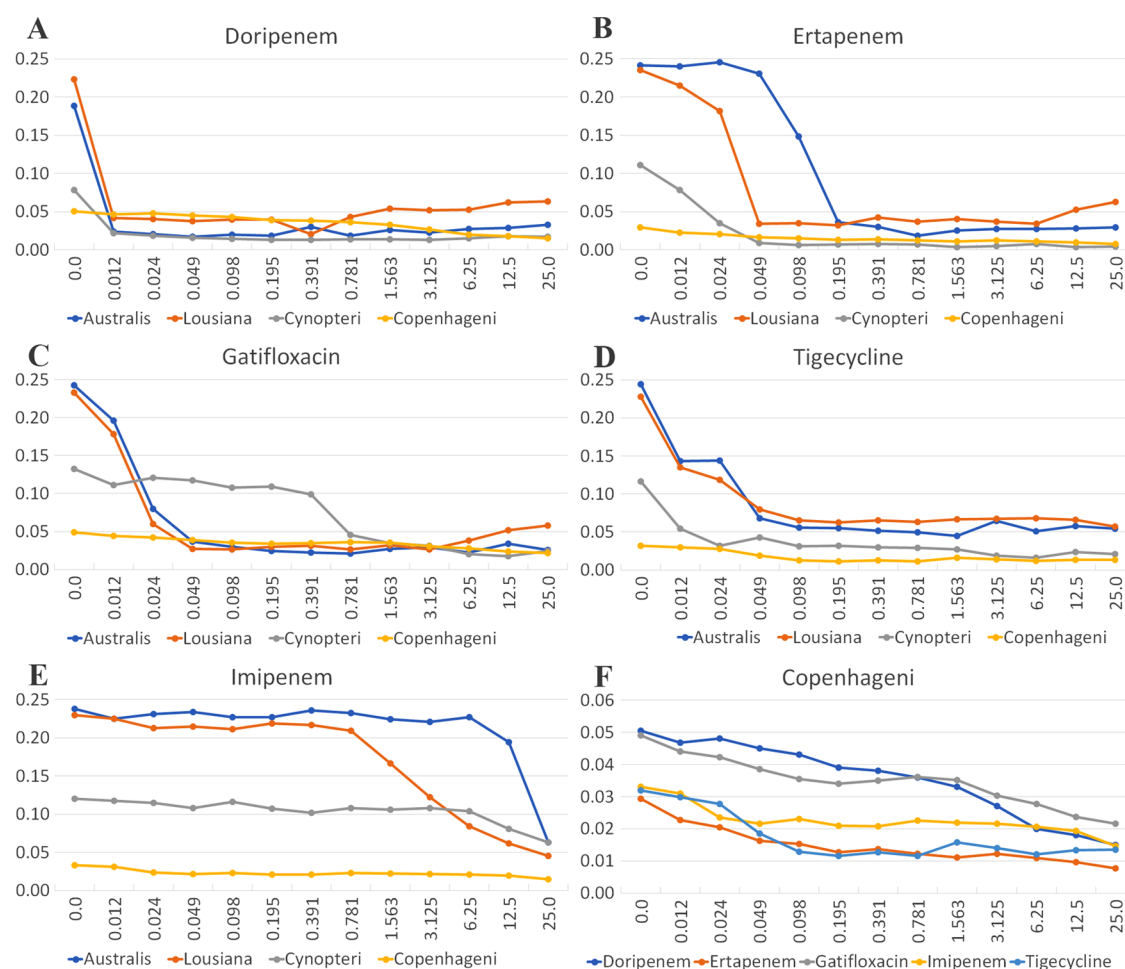 A
Doripenem
0.25
0.20
0.15
0.10
0.05
0.00
0.0 0.012 0.024 0.049 0.098 0.195 0.391 0.781 1.563 3.125 6.25 12.5 25.0
Australis Lousiana Cynopteri Copenhageni
B
Ertapenem
0.25
0.20
0.15
0.10
0.05
0.00
0.0 0.012 0.024 0.049 0.098 0.195 0.391 0.781 1.563 3.125 6.25 12.5 25.0
Australis Lousiana Cynopteri Copenhageni
C
Gatifloxacin
0.25
0.20
0.15
0.10
0.05
0.00
0.0 0.012 0.024 0.049 0.098 0.195 0.391 0.781 1.563 3.125 6.25 12.5 25.0
Australis Lousiana Cynopteri Copenhageni
D
Tigecycline
0.25
0.20
0.15
0.10
0.05
0.00
0.0 0.012 0.024 0.049 0.098 0.195 0.391 0.781 1.563 3.125 6.25 12.5 25.0
Australis Lousiana Cynopteri Copenhageni
E
Imipenem
0.25
0.20
0.15
0.10
0.05
0.00
0.0 0.012 0.024 0.049 0.098 0.195 0.391 0.781 1.563 3.125 6.25 12.5 25.0
Australis Lousiana Cynopteri Copenhageni
F
Copenhageni
0.06
0.05
0.04
0.03
0.02
0.01
0.00
0.0 0.012 0.024 0.049 0.098 0.195 0.391 0.781 1.563 3.125 6.25 12.5 25.0
Doripenem Ertapenem Gatifloxacin Imipenem Tigecycline